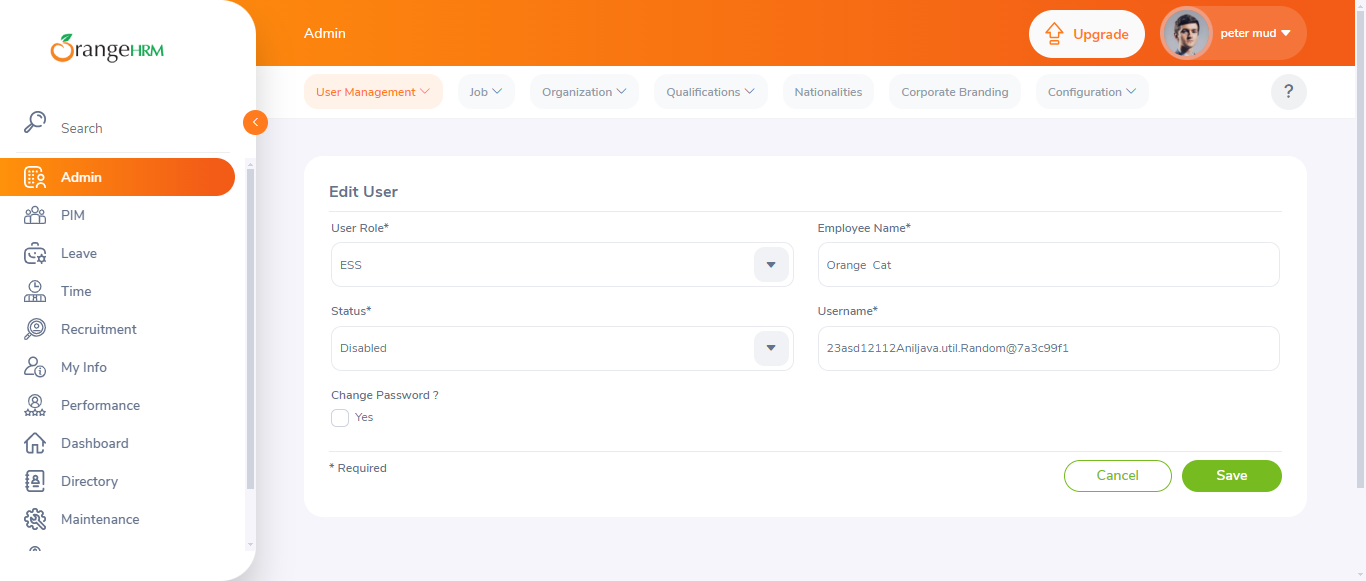 OrangeHRM
Search
Admin
PIM
Leave
Time
Recruitment
My Info
Performance
Dashboard
Directory
Maintenance
Admin
Upgrade
peter mud
User Management
Job
Organization
Qualifications
Nationalities
Corporate Branding
Configuration
?
Edit User
User Role*
ESS
Employee Name*
Orange Cat
Status*
Disabled
Username*
23asd12112Aniljava.util.Random@7a3c99f1
Change Password ?
Yes
* Required
Cancel
Save